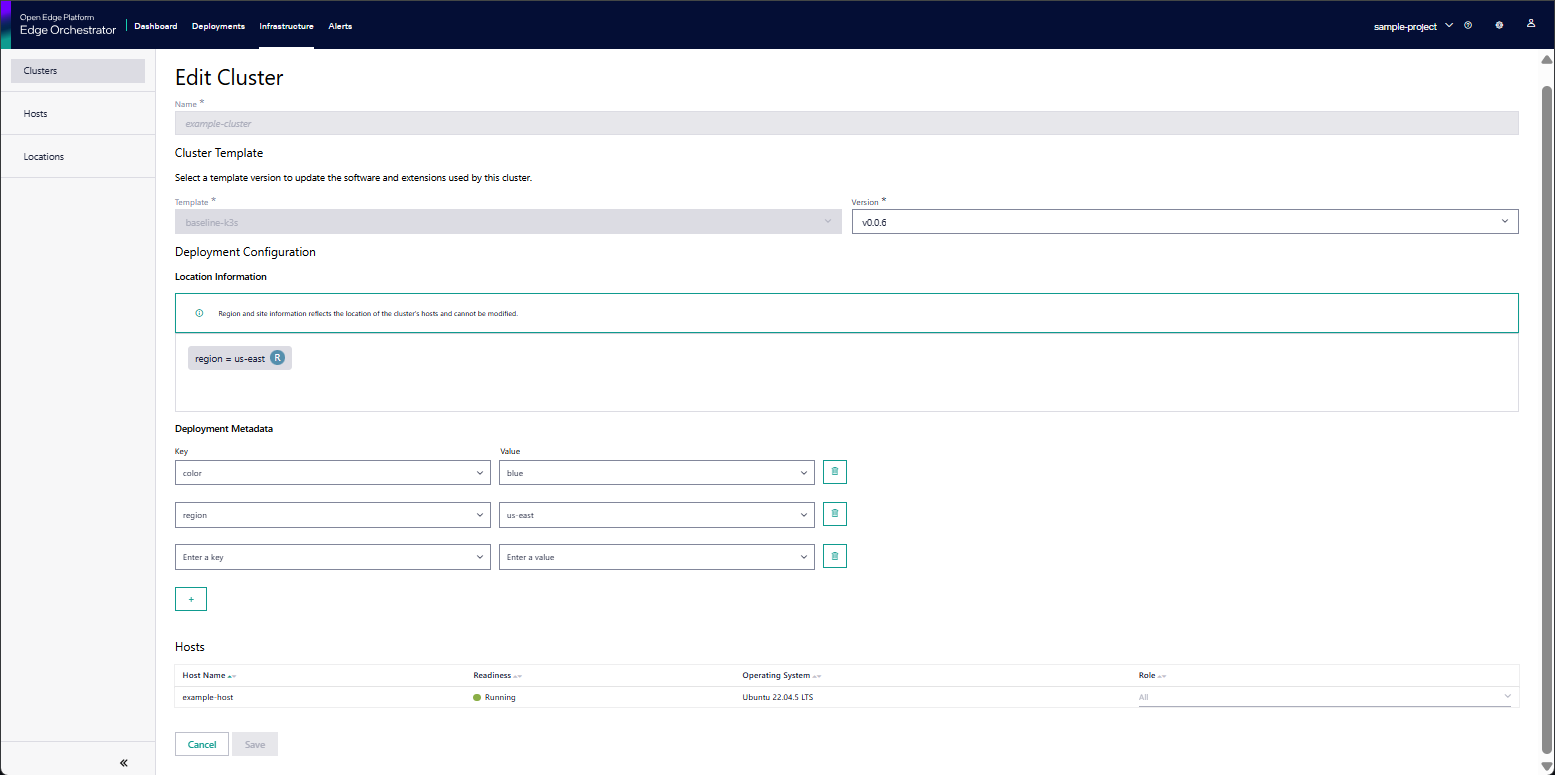 Open Edge Platform
Edge Orchestrator
Dashboard Deployments Infrastructure Alerts
sample-project
Clusters
Hosts
Locations
Edit Cluster
Name *
example-cluster
Cluster Template
Select a template version to update the software and extensions used by this cluster.
Template * Version *
baseline-k3s v0.0.6
Deployment Configuration
Location Information
Region and site information reflects the location of the cluster's hosts and cannot be modified.
region = us-east R
Deployment Metadata
Key Value
color blue
region us-east
Enter a key Enter a value
+
Hosts
Host Name Readiness Operating System Role
example-host Running Ubuntu 22.04.5 LTS All
Cancel Save